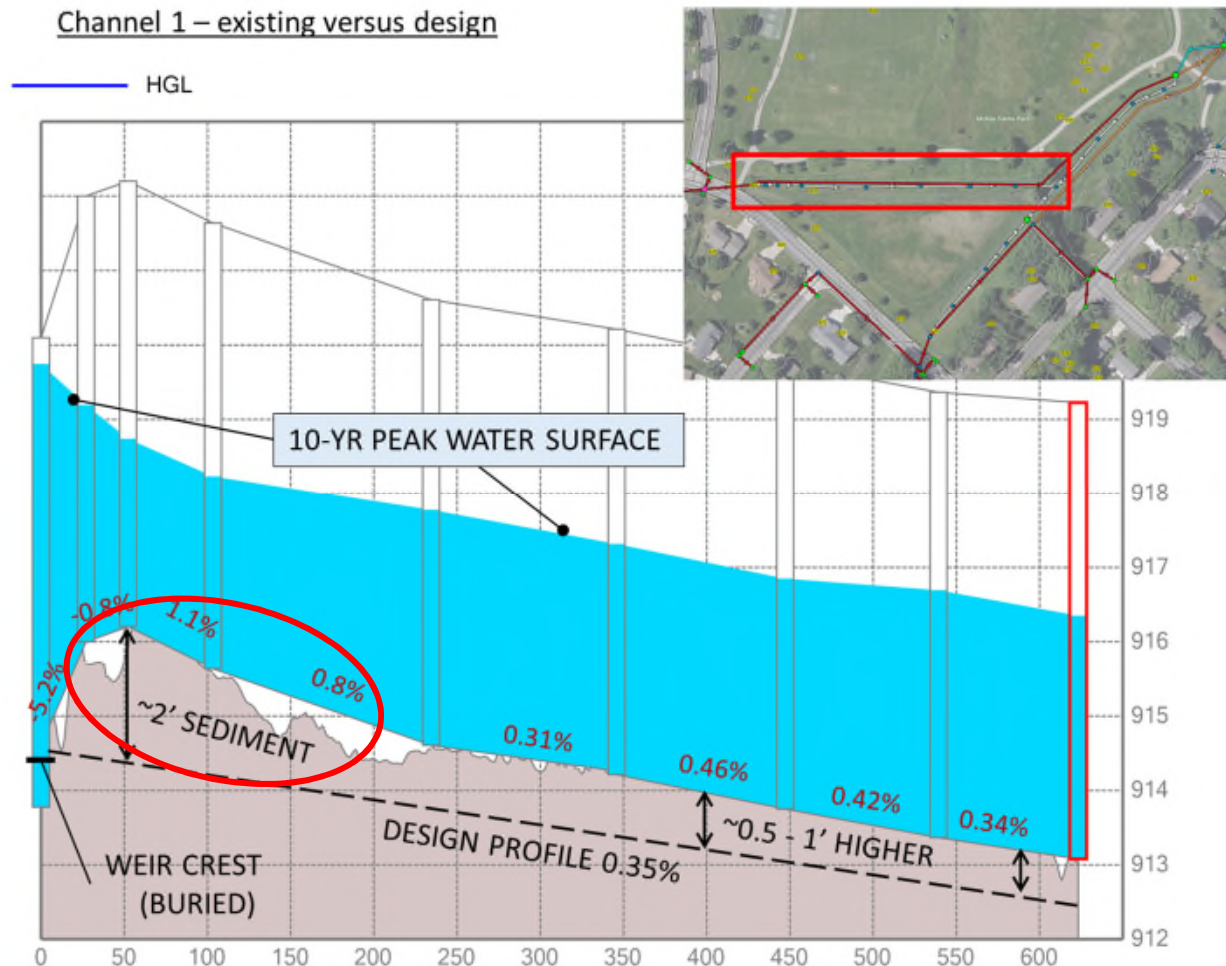 Channel 1 – existing versus design
HGL
10-YR PEAK WATER SURFACE
919
918
917
916
915
914
913
912
-5.2%
-0.8%
1.1%
0.8%
0.31%
0.46%
0.42%
0.34%
~2' SEDIMENT
DESIGN PROFILE 0.35%
~0.5 - 1' HIGHER
WEIR CREST
(BURIED)
0 50 100 150 200 250 300 350 400 450 500 550 600